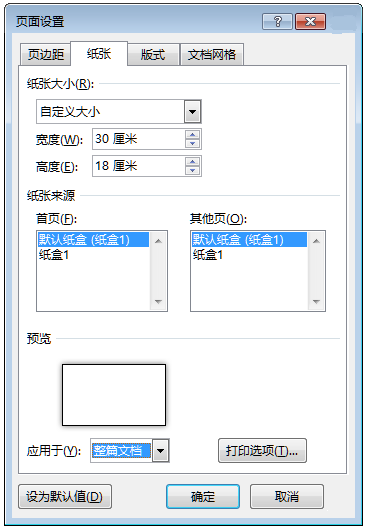 页面设置
页边距 纸张 版式 文档网格
纸张大小(R):
自定义大小
宽度(W): 30 厘米
高度(E): 18 厘米
纸张来源
首页(F): 其他页(O):
默认纸盒 (纸盒1) 默认纸盒 (纸盒1)
纸盒1 纸盒1
预览
应用于(Y): 整篇文档 打印选项(T)...
设为默认值(D) 确定 取消